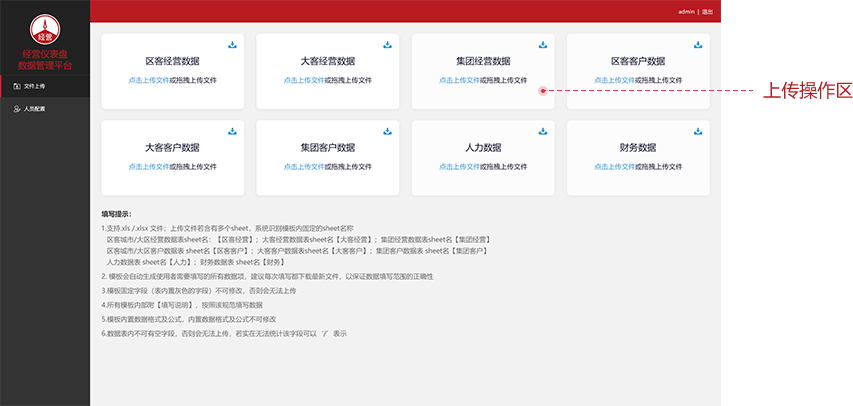 admin | 退出
经营
经营仪表盘
数据管理平台
文件上传
人员配置
区客经营数据
点击上传文件或拖拽上传文件
大客经营数据
点击上传文件或拖拽上传文件
集团经营数据
点击上传文件或拖拽上传文件
区客客户数据
点击上传文件或拖拽上传文件
上传操作区
大客客户数据
点击上传文件或拖拽上传文件
集团客户数据
点击上传文件或拖拽上传文件
人力数据
点击上传文件或拖拽上传文件
财务数据
点击上传文件或拖拽上传文件
填写提示：
1.支持.xls /.xlsx 文件；上传文件若含有多个sheet，系统识别模板内固定的sheet名称
区客城市/大区经营数据表sheet名：【区客经营】；大客经营数据表sheet名【大客经营】；集团经营数据表sheet名【集团经营】
区客城市/大区客户数据表 sheet名【区客客户】；大客客户数据表sheet名【大客客户】；集团客户数据表 sheet名【集团客户】
人力数据表 sheet名【人力】；财务数据表 sheet名【财务】
2. 模板会自动生成使用者需要填写的所有数据项，建议每次填写都下载最新文件，以保证数据填写范围的正确性
3.模板固定字段（表内置灰色的字段）不可修改，否则会无法上传
4.所有模板内部附【填写说明】，按照该规范填写数据
5.模板内置数据格式及公式，内置数据格式及公式不可修改
6.数据表内不可有空字段，否则会无法上传，若实在无法统计该字段可以 “/” 表示